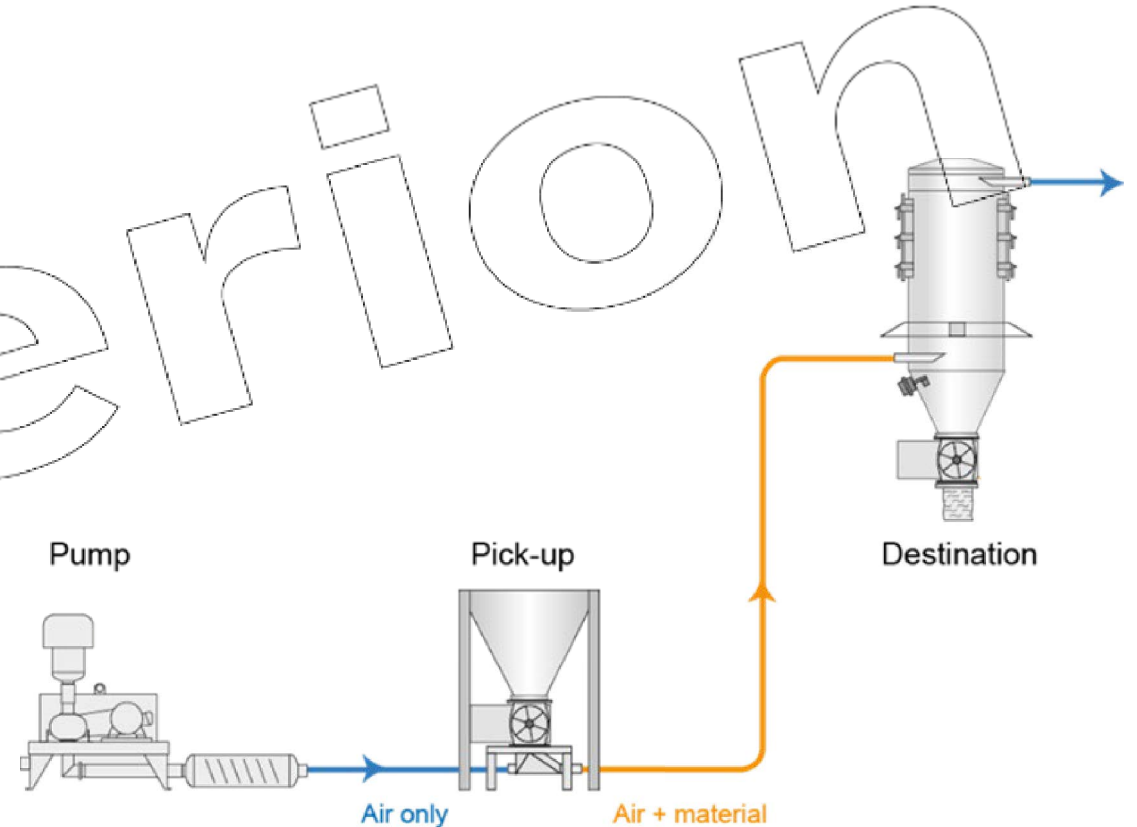 erion
Pump
Pick-up
Destination
Air only
Air + material